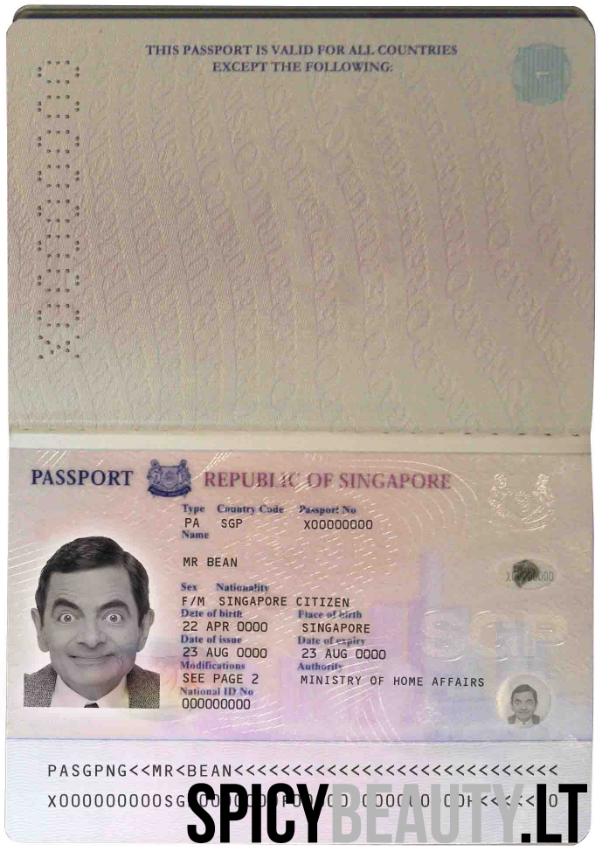 THIS PASSPORT IS VALID FOR ALL COUNTRIES
EXCEPT THE FOLLOWING:
PASSPORT REPUBLIC OF SINGAPORE
Type Country Code Passport No
PA SGP X00000000
Name
MR BEAN
Sex Nationality
F/M SINGAPORE CITIZEN
Date of birth Place of birth
22 APR 0000 SINGAPORE
Date of issue Date of expiry
23 AUG 0000 23 AUG 0000
Modifications Authority
SEE PAGE 2 MINISTRY OF HOME AFFAIRS
National ID No
000000000
PASGPNG<<MR<BEAN<<<<<<<<<<<<<<<<<<<<<<<<<<<<
SPICYBEAUTY.LT